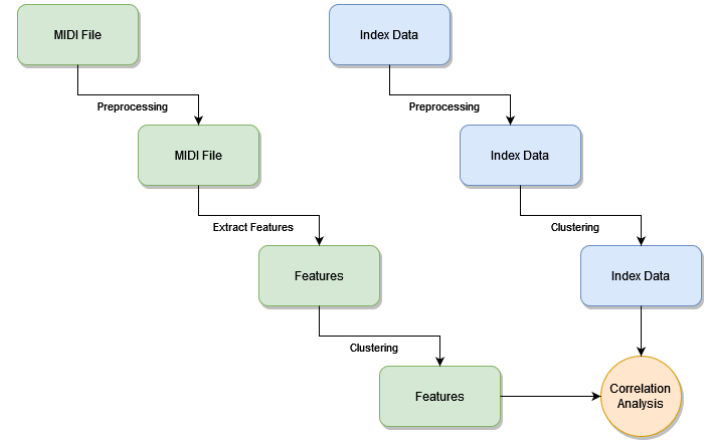 MIDI File
Index Data
Preprocessing
Preprocessing
MIDI File
Index Data
Extract Features
Clustering
Features
Index Data
Clustering
Features
Correlation
Analysis